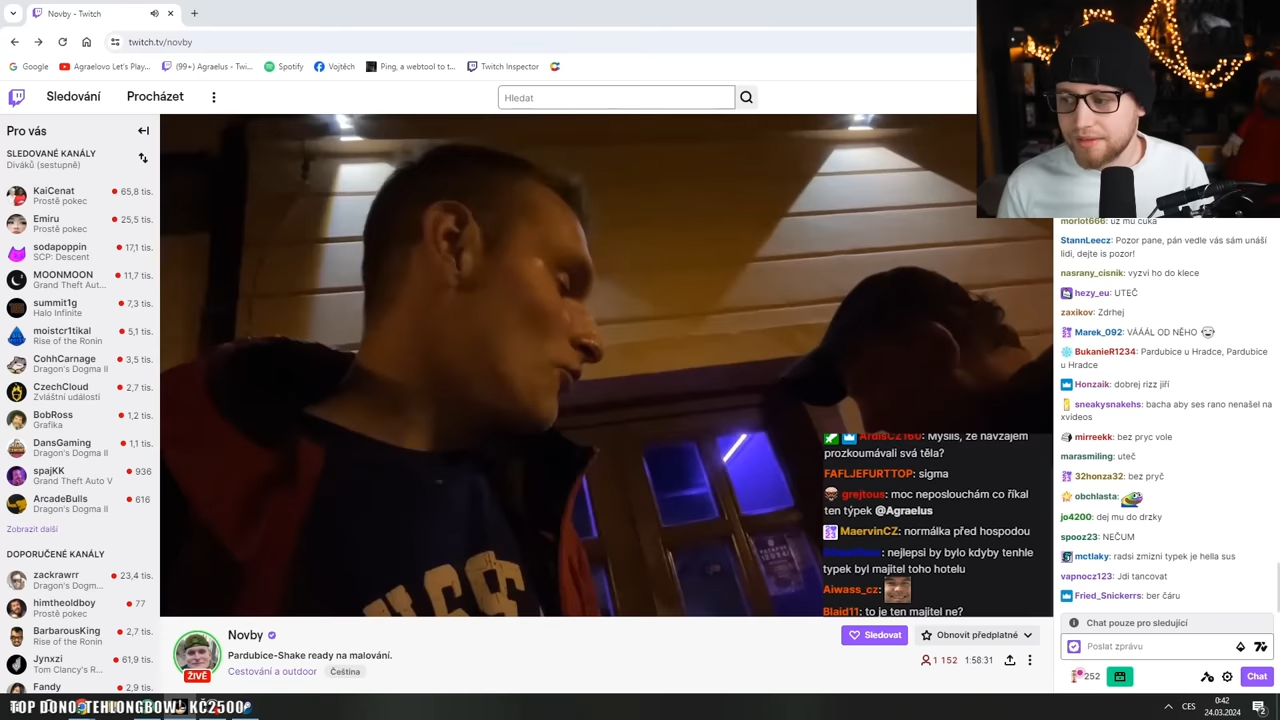 Novby - Twitch
twitch.tv/novby
Google
Agraelovo Let's Play...
(99+) Agraelus - Twi...
Spotify
Vojtěch
Ping, a webtool to t...
Twitch Inspector
Sledování
Procházet
Hledat
Pro vás
SLEDOVANÉ KANÁLY
Diváků (sestupně)
KaiCenat
65,8 tis.
Prostě pokec
Emiru
25,5 tis.
Prostě pokec
sodapoppin
17,1 tis.
SCP: Descent
MOONMOON
11,7 tis.
Grand Theft Aut...
summit1g
7,3 tis.
Halo Infinite
moistcr1tikal
5,1 tis.
Rise of the Ronin
CohhCarnage
3,5 tis.
Dragon's Dogma II
CzechCloud
2,7 tis.
Zvláštní události
BobRoss
1,2 tis.
Grafika
DansGaming
1,1 tis.
Dragon's Dogma II
spajKK
936
Grand Theft Auto V
ArcadeBulls
616
Dragon's Dogma II
Zobrazit další
DOPORUČENÉ KANÁLY
zackrawrr
23,4 tis.
Dragon's Dogm...
himtheoldboy
77
Prostě pokec
BarbarousKing
2,7 tis.
Rise of the Ronin
Jynxzi
61,9 tis.
Tom Clancy's R...
Fandy
2,9 tis.
ArdisCZ160: Myslíš, že navzájem
prozkoumávali svá těla?
FAFLJEFURTTOP: sigma
grejtous: moc neposlouchám co říkal
ten týpek @Agraelus
MaervinCZ: normálka před hospodou
nejlepsi by bylo kdyby tenhle
typek byl majitel toho hotelu
Aiwass_cz:
Blaid11: to je ten majitel ne?
Novby
Pardubice-Shake ready na malování.
Cestování a outdoor
Čeština
ŽIVĚ
Sledovat
Obnovit předplatné
1 152
1:58:31
morlot666: uz mu cuka
StannLeecz: Pozor pane, pán vedle vás sám unáší
lidi, dejte is pozor!
nasrany_cisnik: vyzvi ho do klece
hezy_eu: UTEČ
zaxikov: Zdrhej
Marek_092: VÁÁÁL OD NĚHO
BukanieR1234: Pardubice u Hradce, Pardubice
u Hradce
Honzaik: dobrej rizz jiří
sneakysnakehs: bacha aby ses rano nenašel na
xvideos
mirreekk: bez pryc vole
marasmiling: uteč
32honza32: bez pryč
obchlasta:
jo4200: dej mu do drzky
spooz23: NEČUM
mctlaky: radsi zmizni typek je hella sus
vapnocz123: Jdi tancovat
Fried_Snickerrs: ber čáru
Chat pouze pro sledující
Poslat zprávu
252
Chat
TOP DONO: TEHLONGBOW - KČ2500
CES
0:42
24.03.2024
2